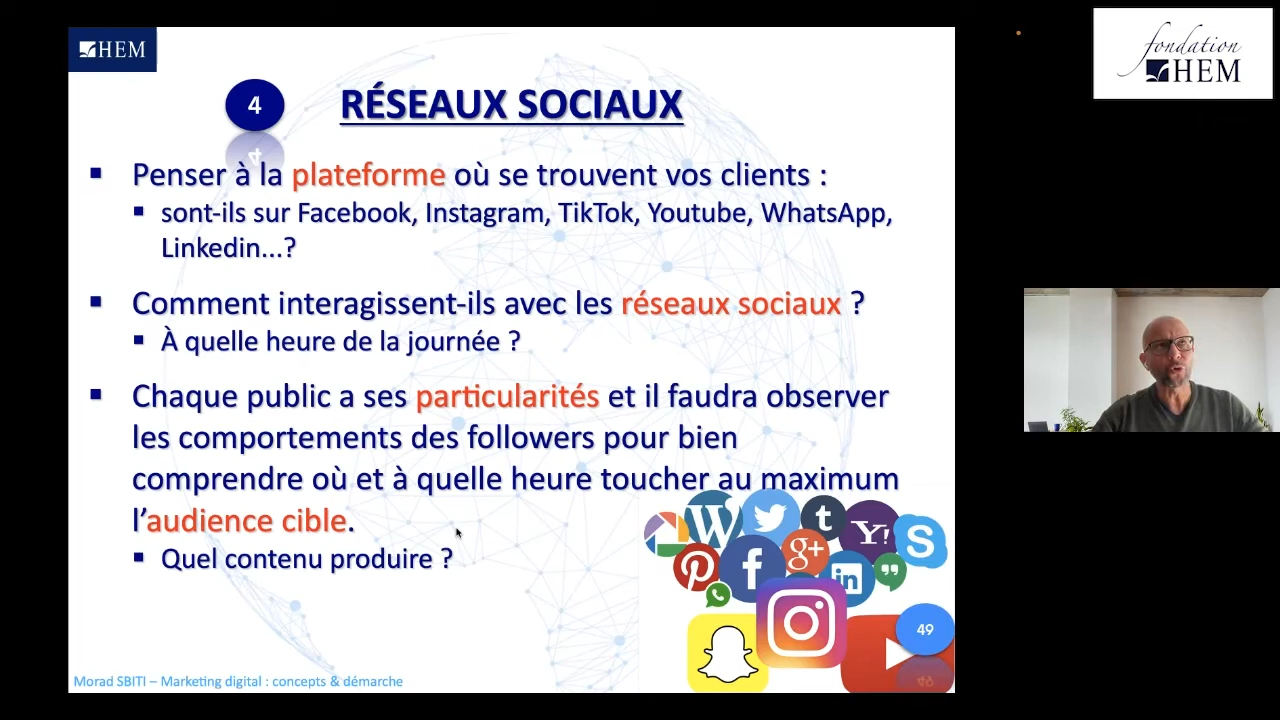 HEM
fondation
HEM
4
RÉSEAUX SOCIAUX
Penser à la plateforme où se trouvent vos clients :
sont-ils sur Facebook, Instagram, TikTok, Youtube, WhatsApp,
Linkedin...?
Comment interagissent-ils avec les réseaux sociaux ?
À quelle heure de la journée ?
Chaque public a ses particularités et il faudra observer
les comportements des followers pour bien
comprendre où et à quelle heure toucher au maximum
l'audience cible.
Quel contenu produire ?
W
t
Y!
S
g+
f
in
49
Morad SBITI – Marketing digital : concepts & démarche